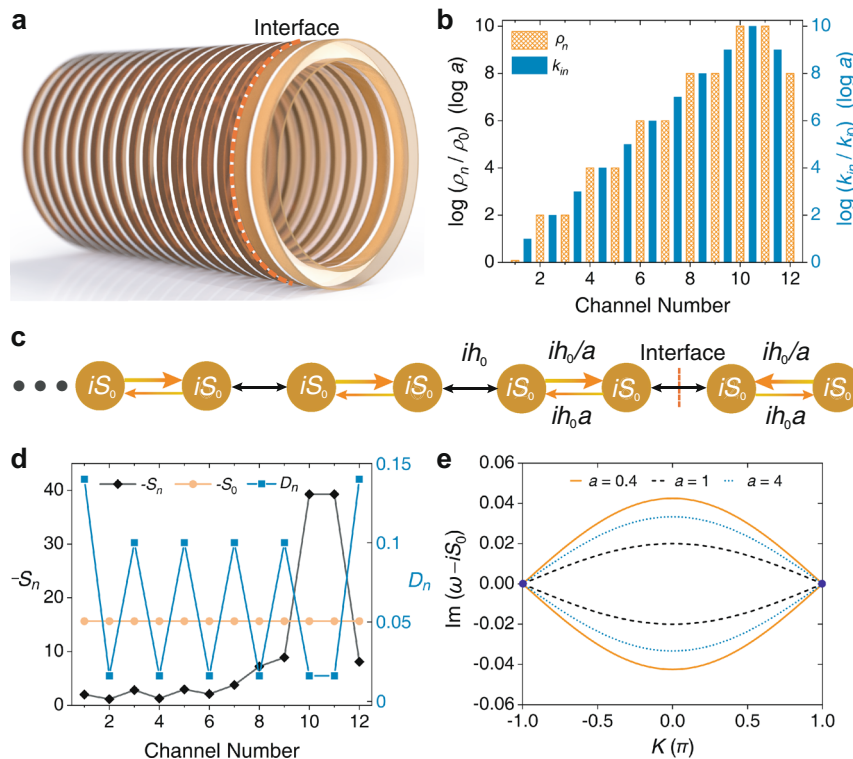 a
Interface
b
ρn
kin
log (ρn / ρ0) (log a)
log (kin / k0) (log a)
10
8
6
4
2
0
10
8
6
4
2
0
2 4 6 8 10 12
Channel Number
c
ih0 ih0/a Interface ih0/a
iS0 iS0 iS0 iS0 iS0 iS0 iS0 iS0
ih0a ih0a
d
-Sn -S0 Dn
-Sn
40
30
20
10
0
0.15
0.1
0.05
0
Dn
2 4 6 8 10 12
Channel Number
e
a = 0.4 a = 1 a = 4
Im (ω – iS0)
0.06
0.04
0.02
0.00
-0.02
-0.04
-0.06
-1.0 -0.5 0.0 0.5 1.0
K (π)